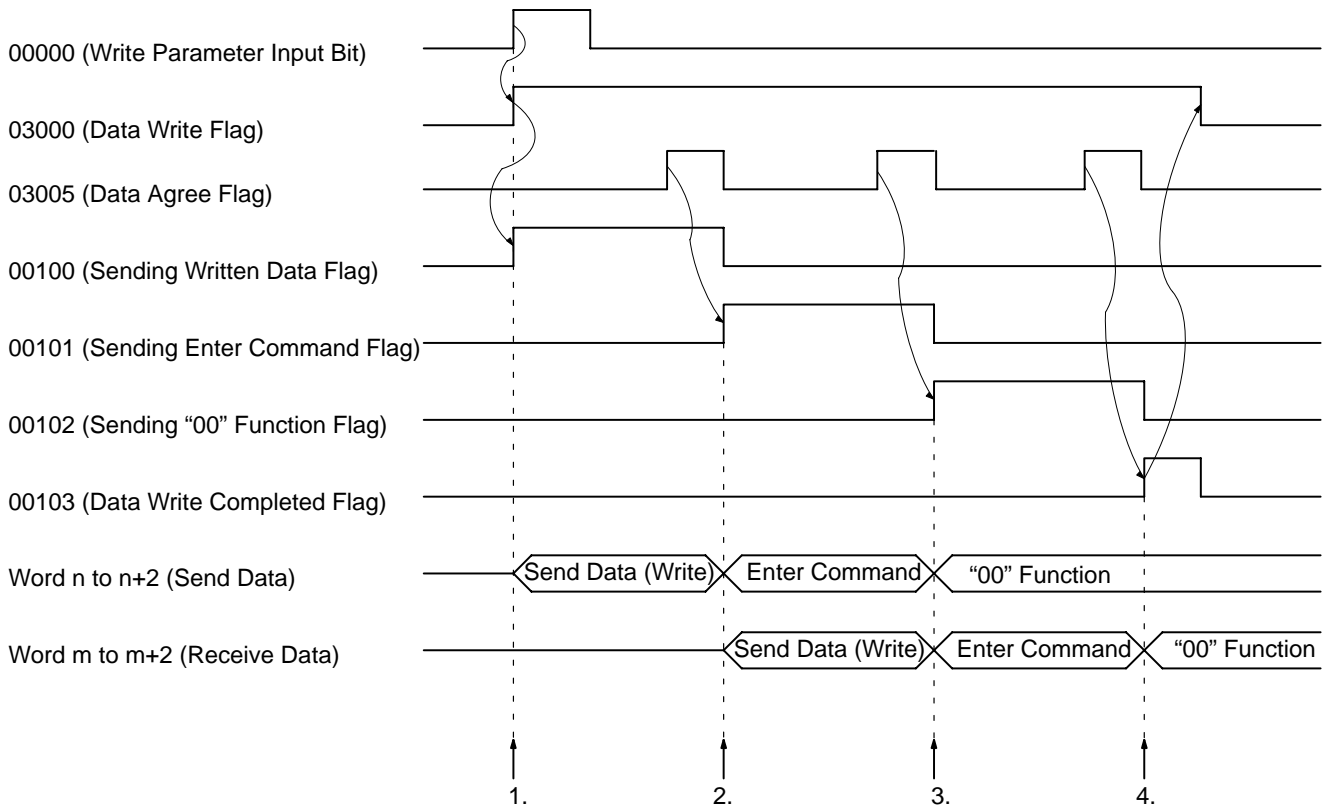 00000 (Write Parameter Input Bit)
03000 (Data Write Flag)
03005 (Data Agree Flag)
00100 (Sending Written Data Flag)
00101 (Sending Enter Command Flag)
00102 (Sending “00” Function Flag)
00103 (Data Write Completed Flag)
Word n to n+2 (Send Data) Send Data (Write) Enter Command “00” Function
Word m to m+2 (Receive Data) Send Data (Write) Enter Command “00” Function
1. 2. 3. 4.